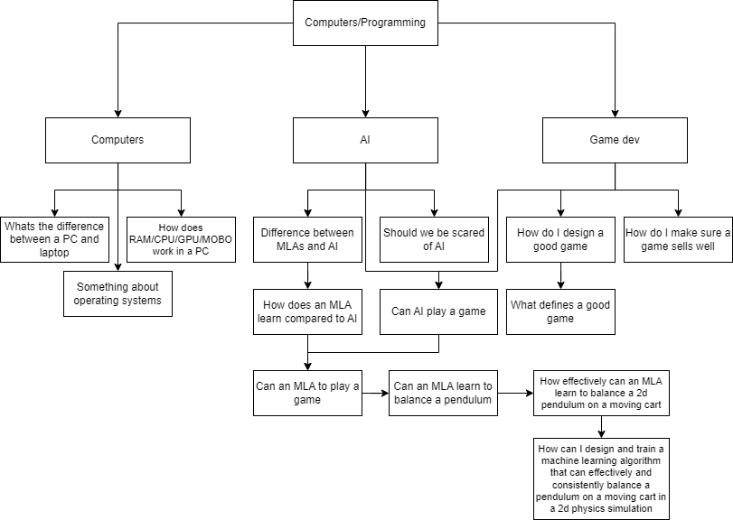 Computers/Programming
Computers
AI
Game dev
Whats the difference
between a PC and
laptop
How does
RAM/CPU/GPU/MOBO
work in a PC
Difference between
MLAs and AI
Should we be scared
of AI
How do I design a
good game
How do I make sure a
game sells well
Something about
operating systems
How does an MLA
learn compared to AI
Can AI play a game
What defines a good
game
Can an MLA to play a
game
Can an MLA learn to
balance a pendulum
How effectively can an MLA
learn to balance a 2d
pendulum on a moving cart
How can I design and train a
machine learning algorithm
that can effectively and
consistently balance a
pendulum on a moving cart in
a 2d physics simulation